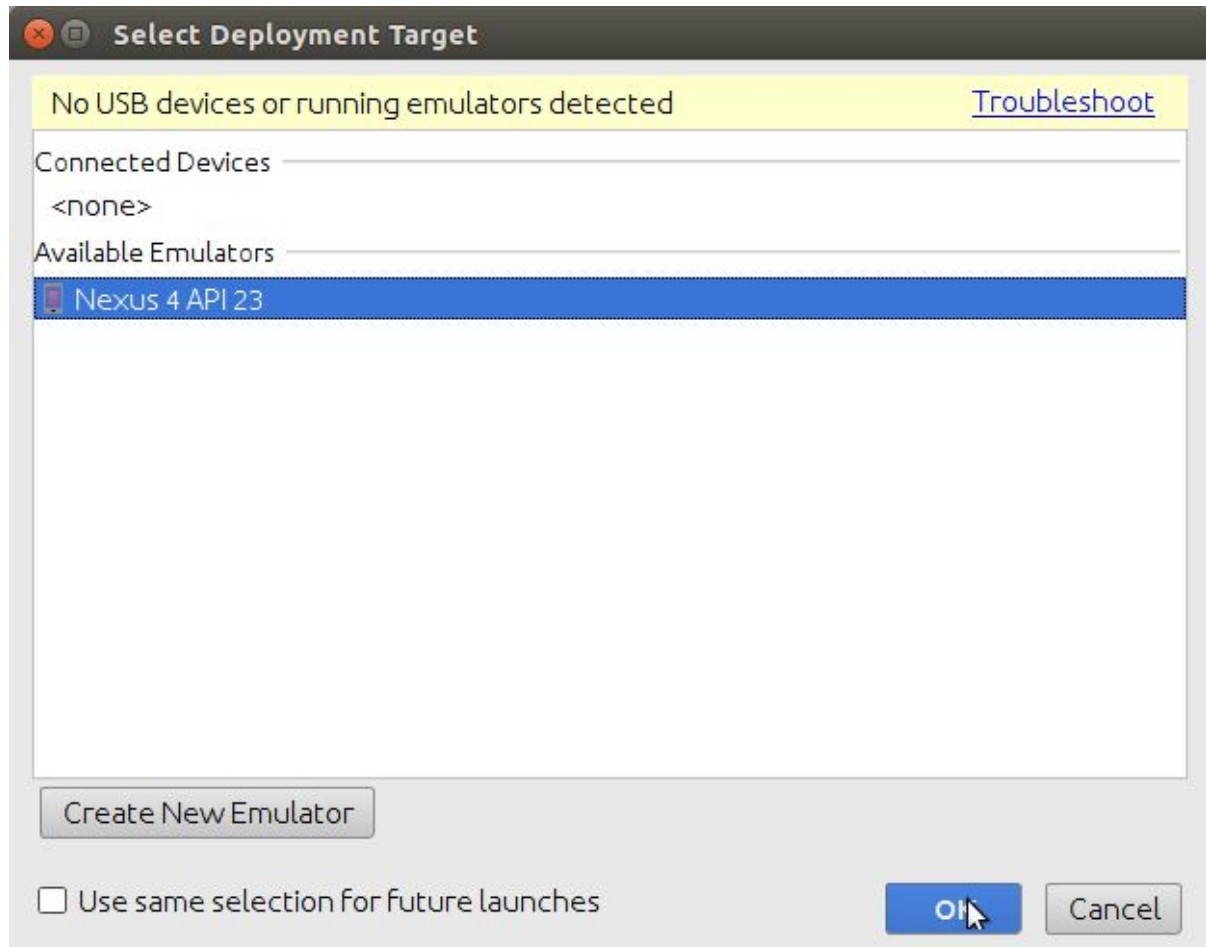 Select Deployment Target
No USB devices or running emulators detected Troubleshoot
Connected Devices
<none>
Available Emulators
Nexus 4 API 23
Create New Emulator
Use same selection for future launches
OK Cancel